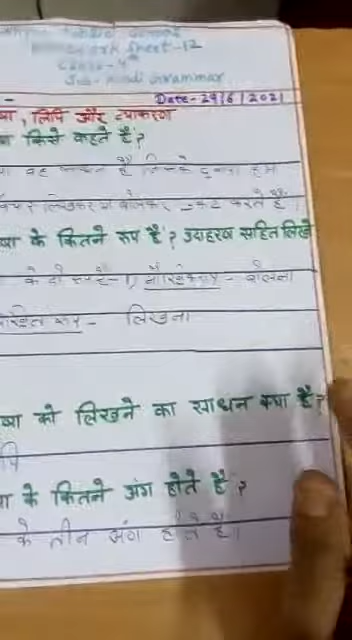 Work Sheet-12
Class- 4th
Sub- Hindi Grammar
Date- 29/6/2021
षा, लिपि और व्याकरण
षा किसे कहते हैं?
वह साधन है जिसके द्वारा हम
लिखकर या बोलकर प्रकट करते हैं।
षा के कितने रूप हैं? उदाहरण सहित लिखें
के दो रूप हैं-1) मौखिक रूप - बोलना
लिखित रूप - लिखना
षा को लिखने का साधन क्या है?
पि
षा के कितने अंग होते हैं?
के तीन अंग होते हैं।